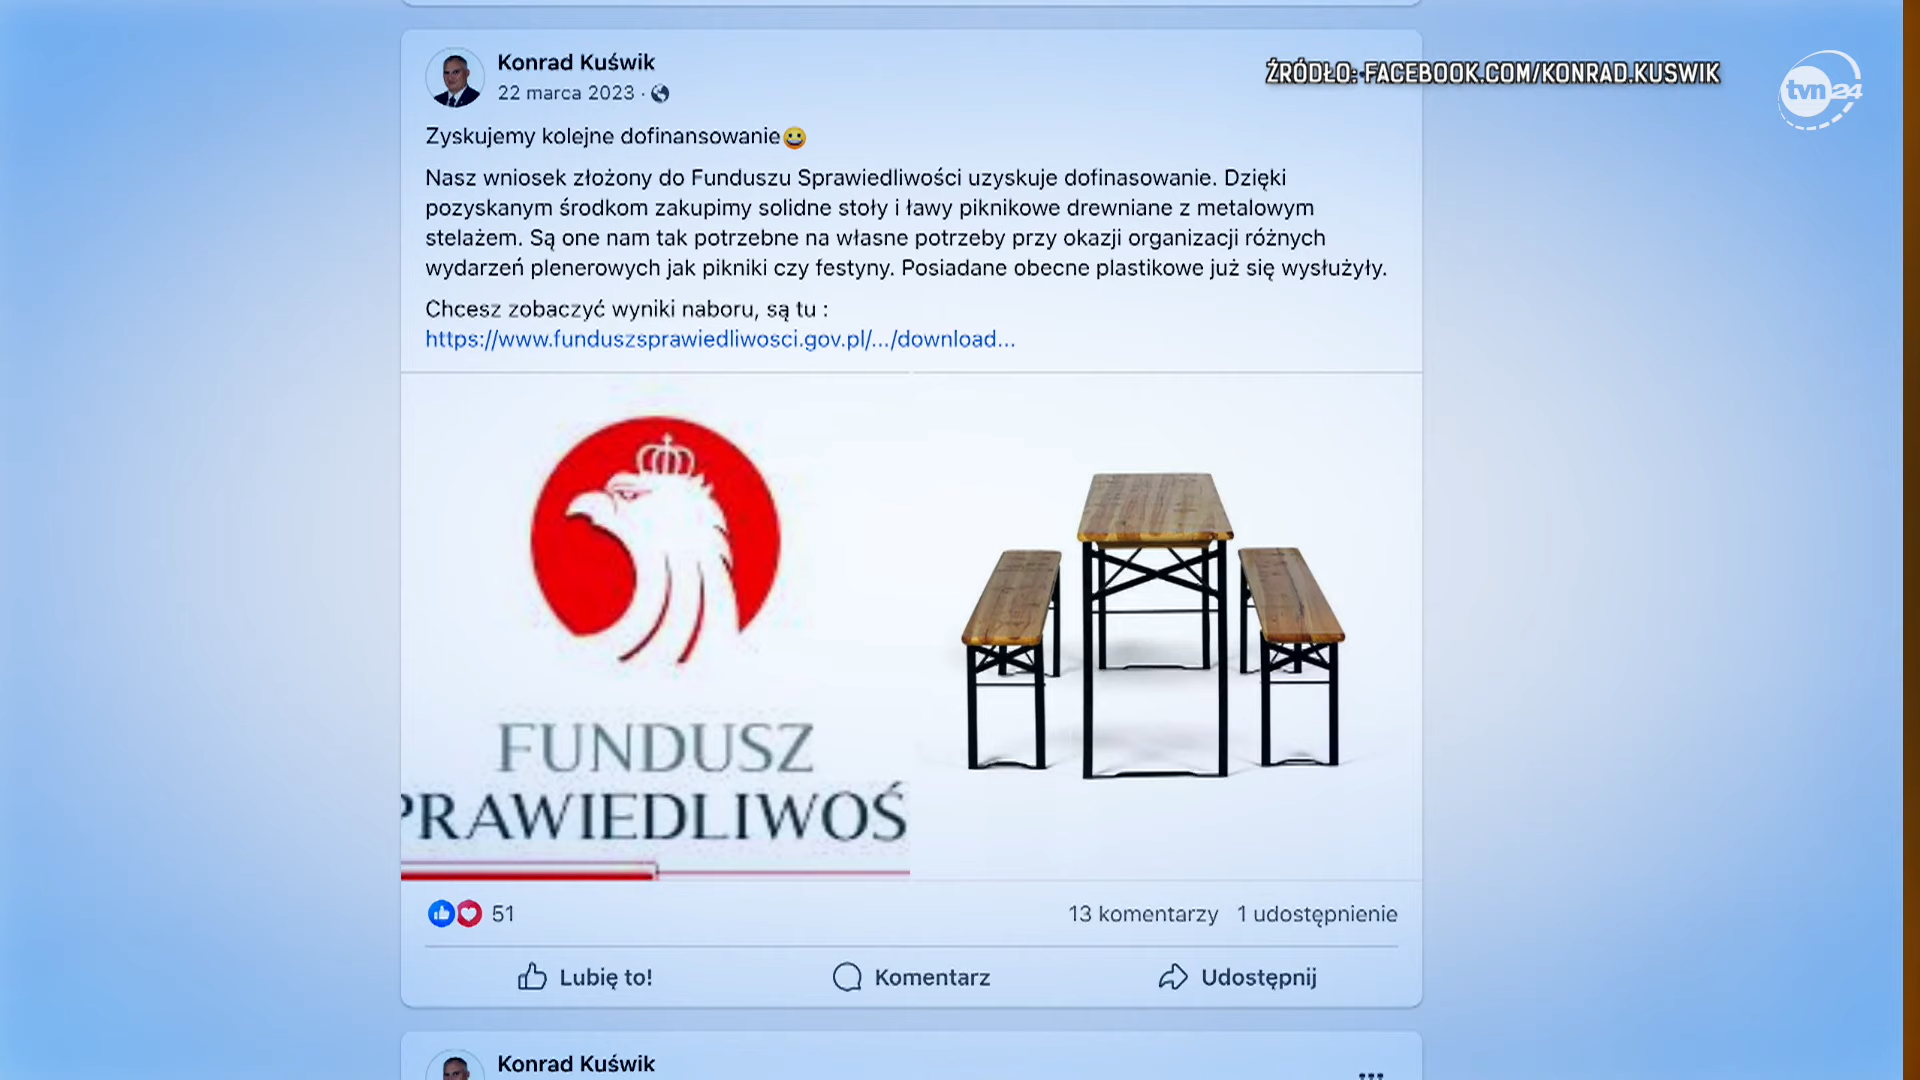 Konrad Kuświk
22 marca 2023 ·
ŹRÓDŁO: FACEBOOK.COM/KONRAD.KUSWIK
tvn24
Zyskujemy kolejne dofinansowanie😀
Nasz wniosek złożony do Funduszu Sprawiedliwości uzyskuje dofinasowanie. Dzięki
pozyskanym środkom zakupimy solidne stoły i ławy piknikowe drewniane z metalowym
stelażem. Są one nam tak potrzebne na własne potrzeby przy okazji organizacji różnych
wydarzeń plenerowych jak pikniki czy festyny. Posiadane obecne plastikowe już się wysłużyły.
Chcesz zobaczyć wyniki naboru, są tu :
https://www.funduszsprawiedliwosci.gov.pl/.../download...
FUNDUSZ
PRAWIEDLIWOŚ
51
13 komentarzy 1 udostępnienie
Lubię to!
Komentarz
Udostępnij
Konrad Kuświk